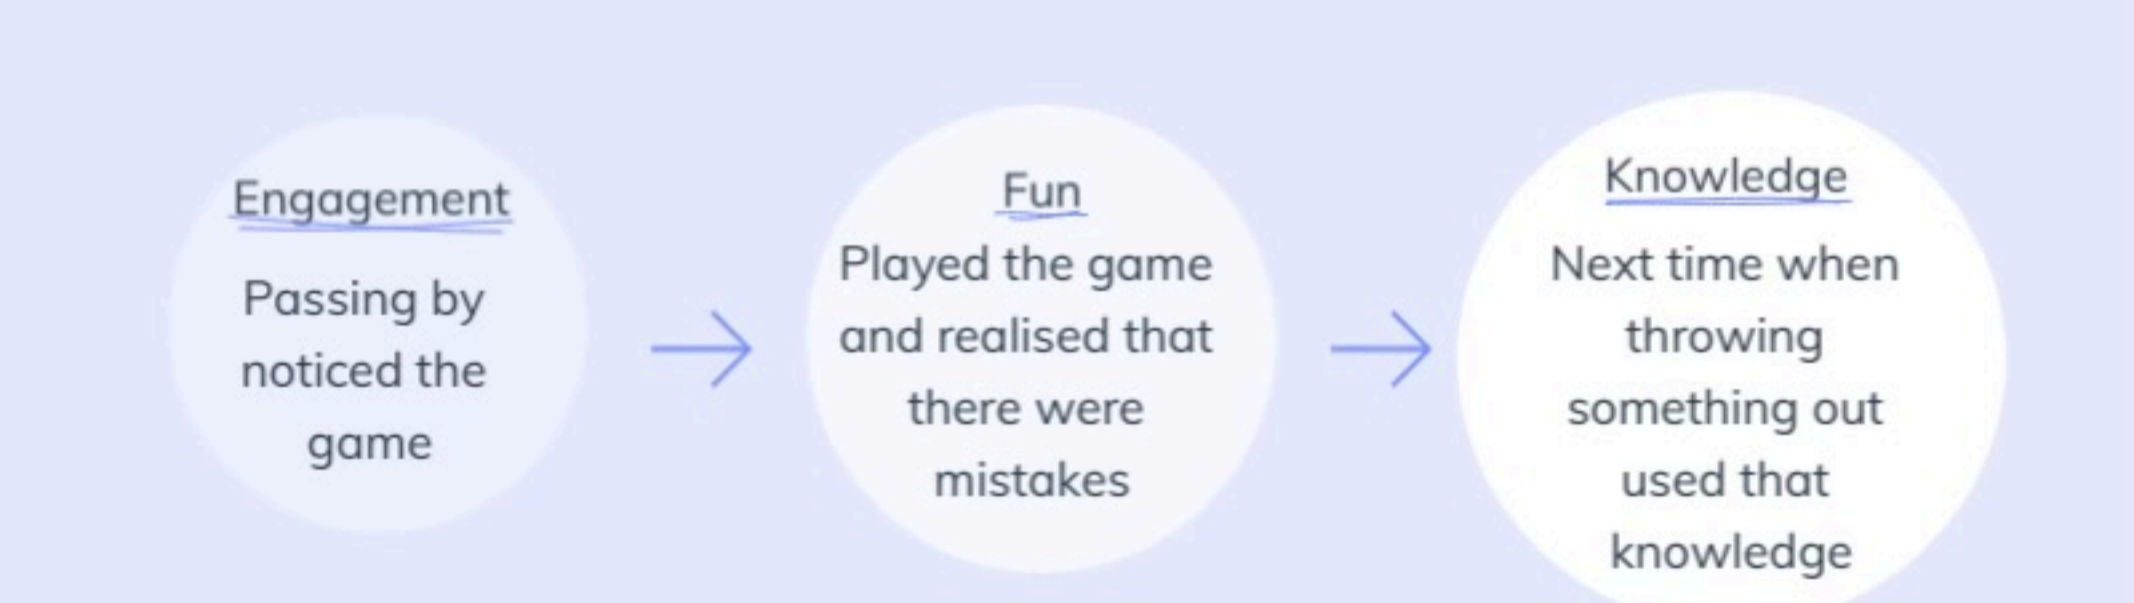 Engagement
Passing by
noticed the
game
Fun
Played the game
and realised that
there were
mistakes
Knowledge
Next time when
throwing
something out
used that
knowledge